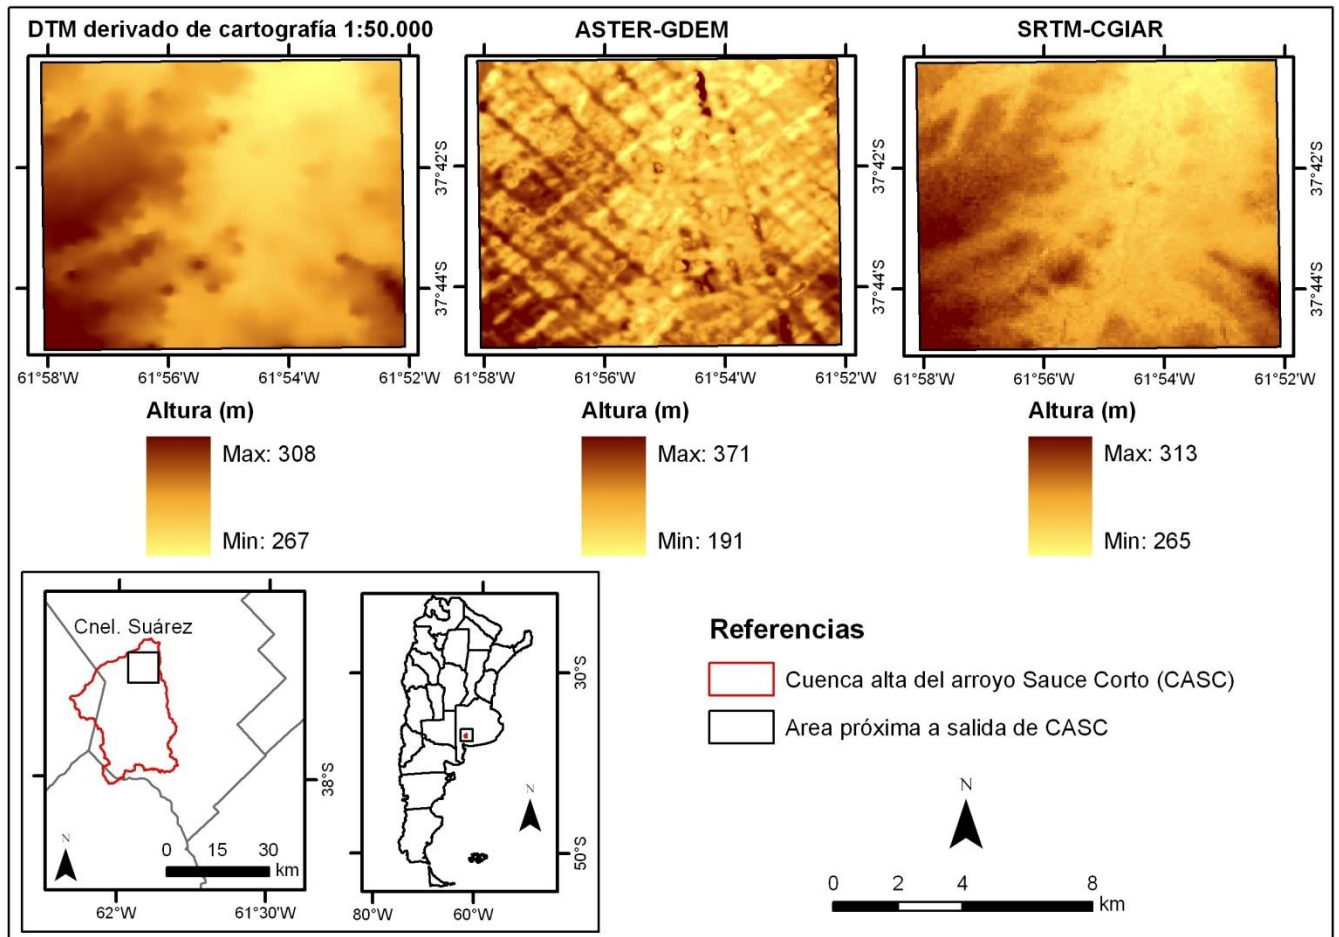 DTM derivado de cartografía 1:50.000
ASTER-GDEM
SRTM-CGIAR
37°42'S
37°44'S
37°42'S
37°44'S
37°42'S
37°44'S
61°58'W 61°56'W 61°54'W 61°52'W
61°58'W 61°56'W 61°54'W 61°52'W
61°58'W 61°56'W 61°54'W 61°52'W
Altura (m)
Max: 308
Min: 267
Altura (m)
Max: 371
Min: 191
Altura (m)
Max: 313
Min: 265
Cnel. Suárez
38°S
N
0 15 30
km
62°W 61°30'W
30°S
50°S
N
80°W 60°W
Referencias
Cuenca alta del arroyo Sauce Corto (CASC)
Area próxima a salida de CASC
N
0 2 4 8
km